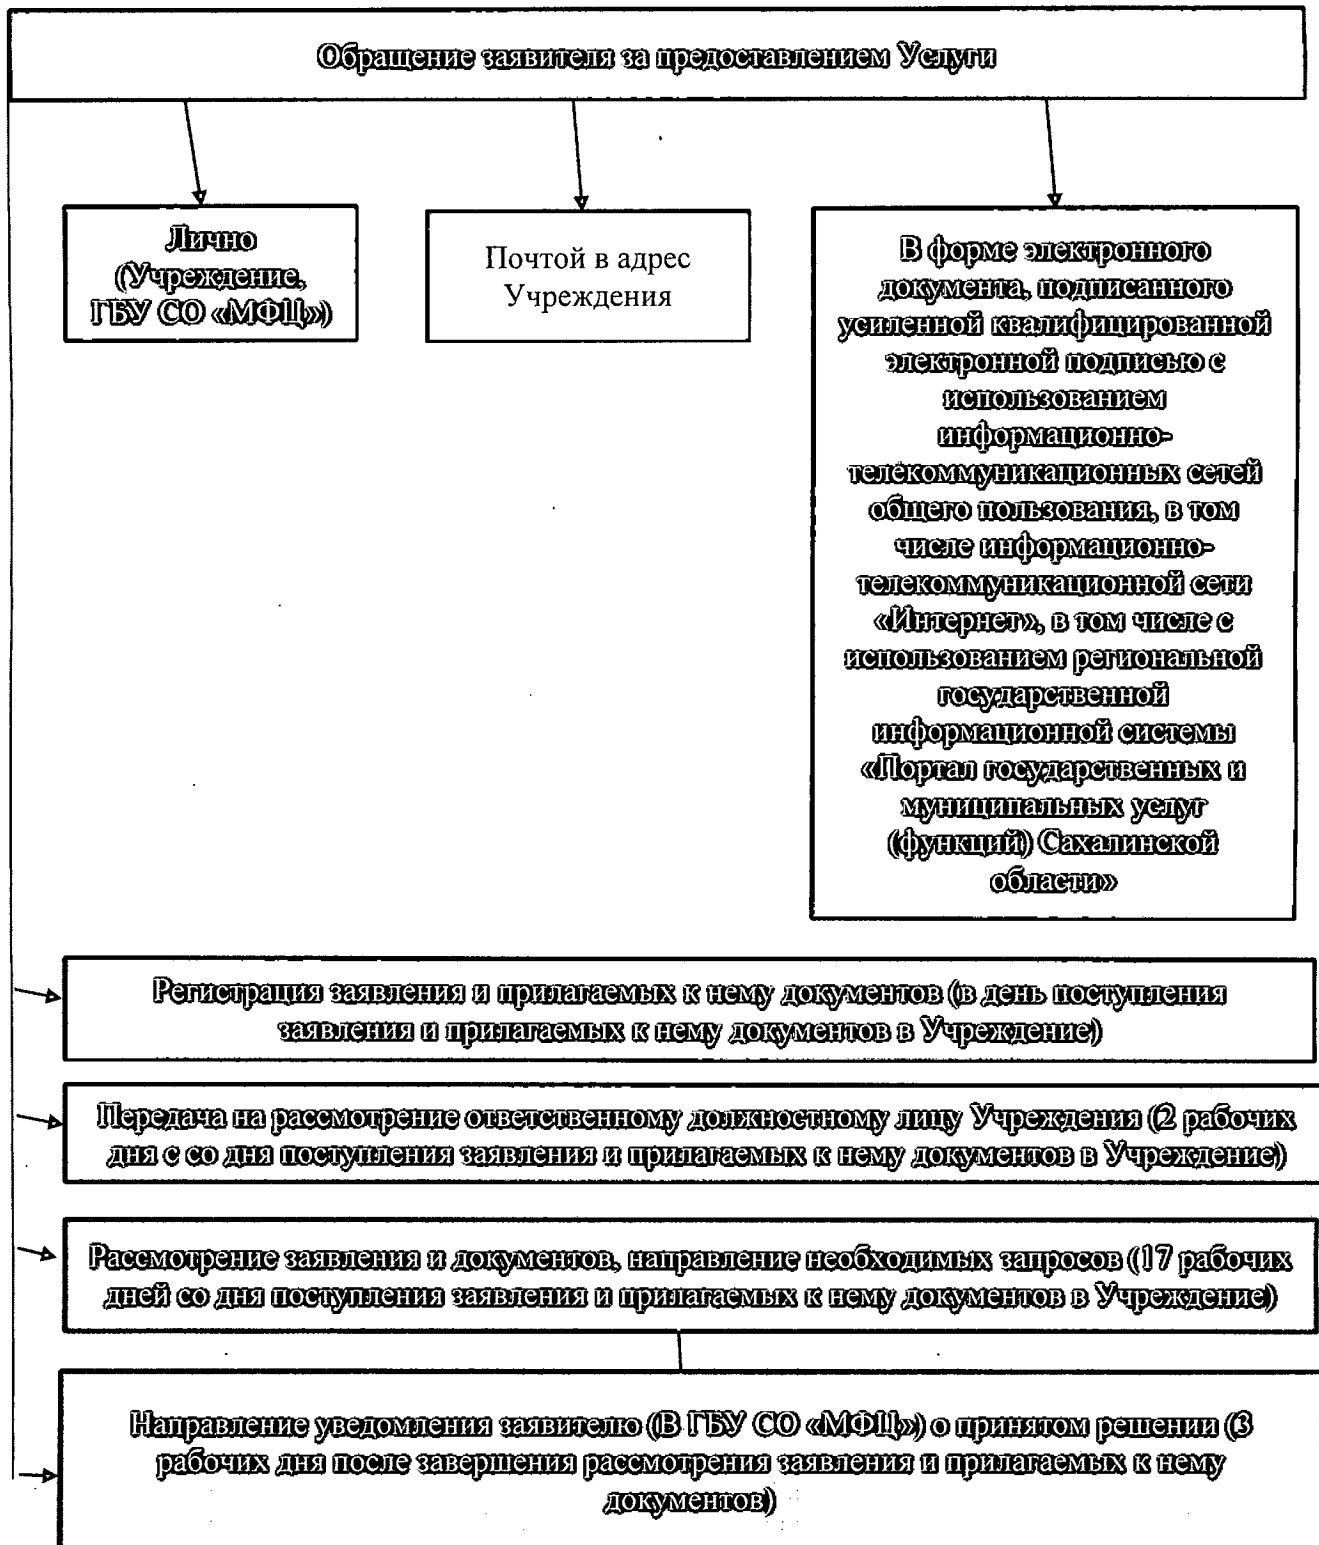 Обращение заявителя за предоставлением Услуги
Лично
(Учреждение,
ГБУ СО «МФЦ»)
Почтой в адрес
Учреждения
В форме электронного
документа, подписанного
усиленной квалифицированной
электронной подписью с
использованием
информационно-
телекоммуникационных сетей
общего пользования, в том
числе информационно-
телекоммуникационной сети
«Интернет», в том числе с
использованием региональной
государственной
информационной системы
«Портал государственных и
муниципальных услуг
(функций) Сахалинской
области»
Регистрация заявления и прилагаемых к нему документов (в день поступления
заявления и прилагаемых к нему документов в Учреждение)
Передача на рассмотрение ответственному должностному лицу Учреждения (2 рабочих
дня с со дня поступления заявления и прилагаемых к нему документов в Учреждение)
Рассмотрение заявления и документов, направление необходимых запросов (17 рабочих
дней со дня поступления заявления и прилагаемых к нему документов в Учреждение)
Направление уведомления заявителю (В ГБУ СО «МФЦ») о принятом решении (3
рабочих дня после завершения рассмотрения заявления и прилагаемых к нему
документов)